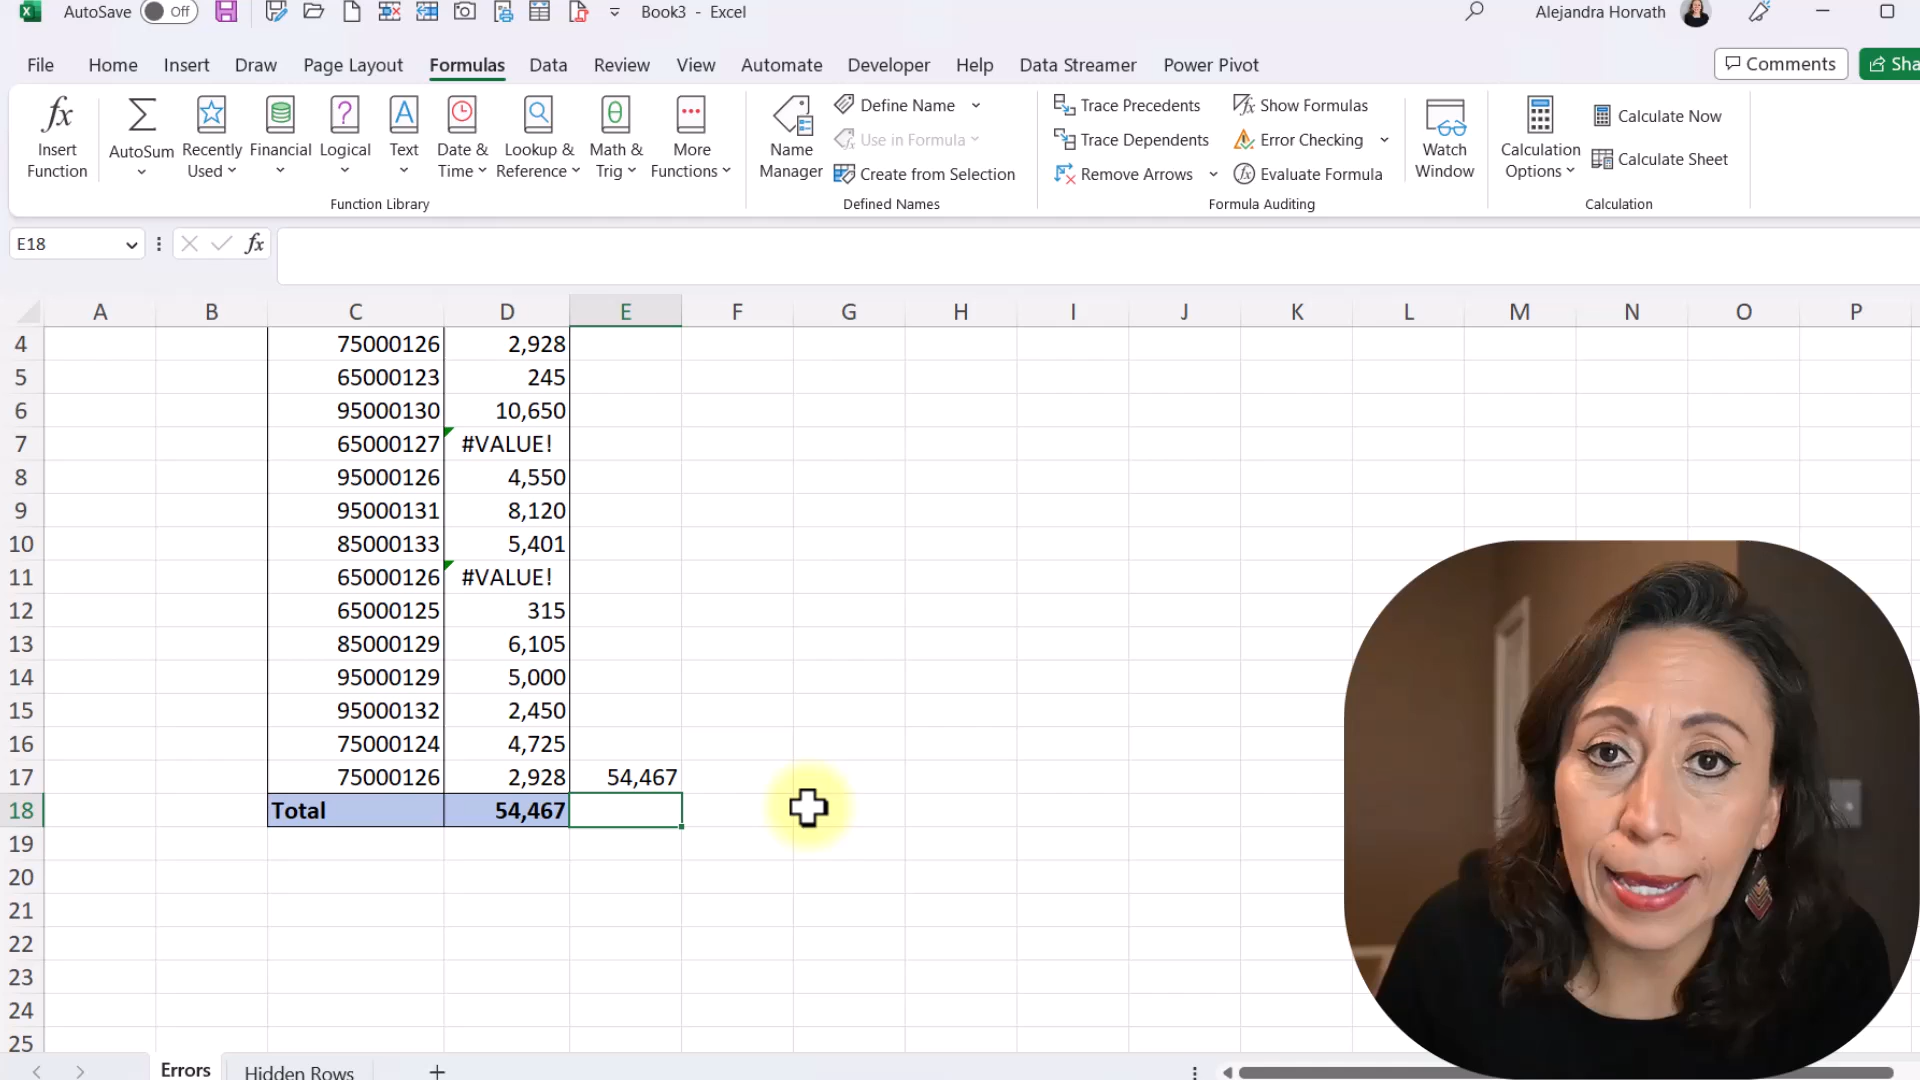 AutoSave Off Book3 - Excel Alejandra Horvath
File Home Insert Draw Page Layout Formulas Data Review View Automate Developer Help Data Streamer Power Pivot Comments Sha
fx Insert Function
AutoSum
Recently Used
Financial
Logical
Text
Date & Time
Lookup & Reference
Math & Trig
More Functions
Function Library
Name Manager
Define Name
Use in Formula
Create from Selection
Defined Names
Trace Precedents
Trace Dependents
Remove Arrows
Show Formulas
Error Checking
Evaluate Formula
Formula Auditing
Watch Window
Calculation Options
Calculate Now
Calculate Sheet
Calculation
E18 fx
A B C D E F G H I J K L M N O P
4 75000126 2,928
5 65000123 245
6 95000130 10,650
7 65000127 #VALUE!
8 95000126 4,550
9 95000131 8,120
10 85000133 5,401
11 65000126 #VALUE!
12 65000125 315
13 85000129 6,105
14 95000129 5,000
15 95000132 2,450
16 75000124 4,725
17 75000126 2,928 54,467
18 Total 54,467
19
20
21
22
23
24
25
Errors Hidden Rows +